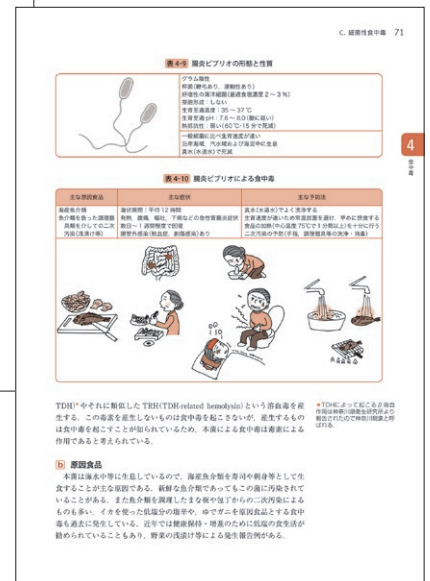 C. 細菌性食中毒 71
表 4-9 腸炎ビブリオの形態と性質
グラム陰性
桿菌(鞭毛あり，運動性あり)
好塩性の海洋細菌(最適食塩濃度 2 ～ 3 %)
芽胞形成：しない
生育至適温度：35 ～ 37 ℃
生育至適 pH：7.6 ～ 8.0 (酸に弱い)
熱抵抗性：弱い(60 ℃・15 分で死滅)
一般細菌に比べ生育速度が速い
沿岸海域，汽水域および海泥中に生息
真水(水道水)で死滅
4
食中毒
表 4-10 腸炎ビブリオによる食中毒
主な原因食品 主な症状 主な予防法
海産魚介類
魚介類を扱った調理器具類を介しての二次汚染(浅漬け等)
潜伏期間：平均 12 時間
発熱，腹痛，嘔吐，下痢などの急性胃腸炎症状
数日～ 1 週間程度で回復
腸管外感染(敗血症，創傷感染)あり
真水(水道水)でよく洗浄する
生育速度が速いため常温放置を避け，早めに摂食する
食品の加熱(中心温度 75℃で 1 分間以上)を十分に行う
二次汚染の予防(手指，調理器具等の洗浄・消毒)
TDH)*やそれに類似した TRH(TDH-related hemolysin)という溶血毒を産
生する．この毒素を産生しないものは食中毒を起こさないが，産生するもの
は食中毒を起こすことが知られているため，本菌による食中毒は毒素による
作用であると考えられている．
*TDHによって起こる溶血
作用は神奈川県衛生研究所より
報告されたので神奈川現象と呼
ばれる．
b 原因食品
本菌は海水中等に生息しているので，海産魚介類を寿司や刺身等として生
食することが主な原因である．新鮮な魚介類であってもこの菌に汚染されて
いることがある．また魚介類を調理したまな板や包丁からの二次汚染による
ものも多い．イカを使った低塩分の塩辛や，ゆでガニを原因食品とする食中
毒も過去に発生している．近年では健康保持・増進のために低塩の食生活が
勧められていることもあり，野菜の浅漬け等による発生報告例がある．